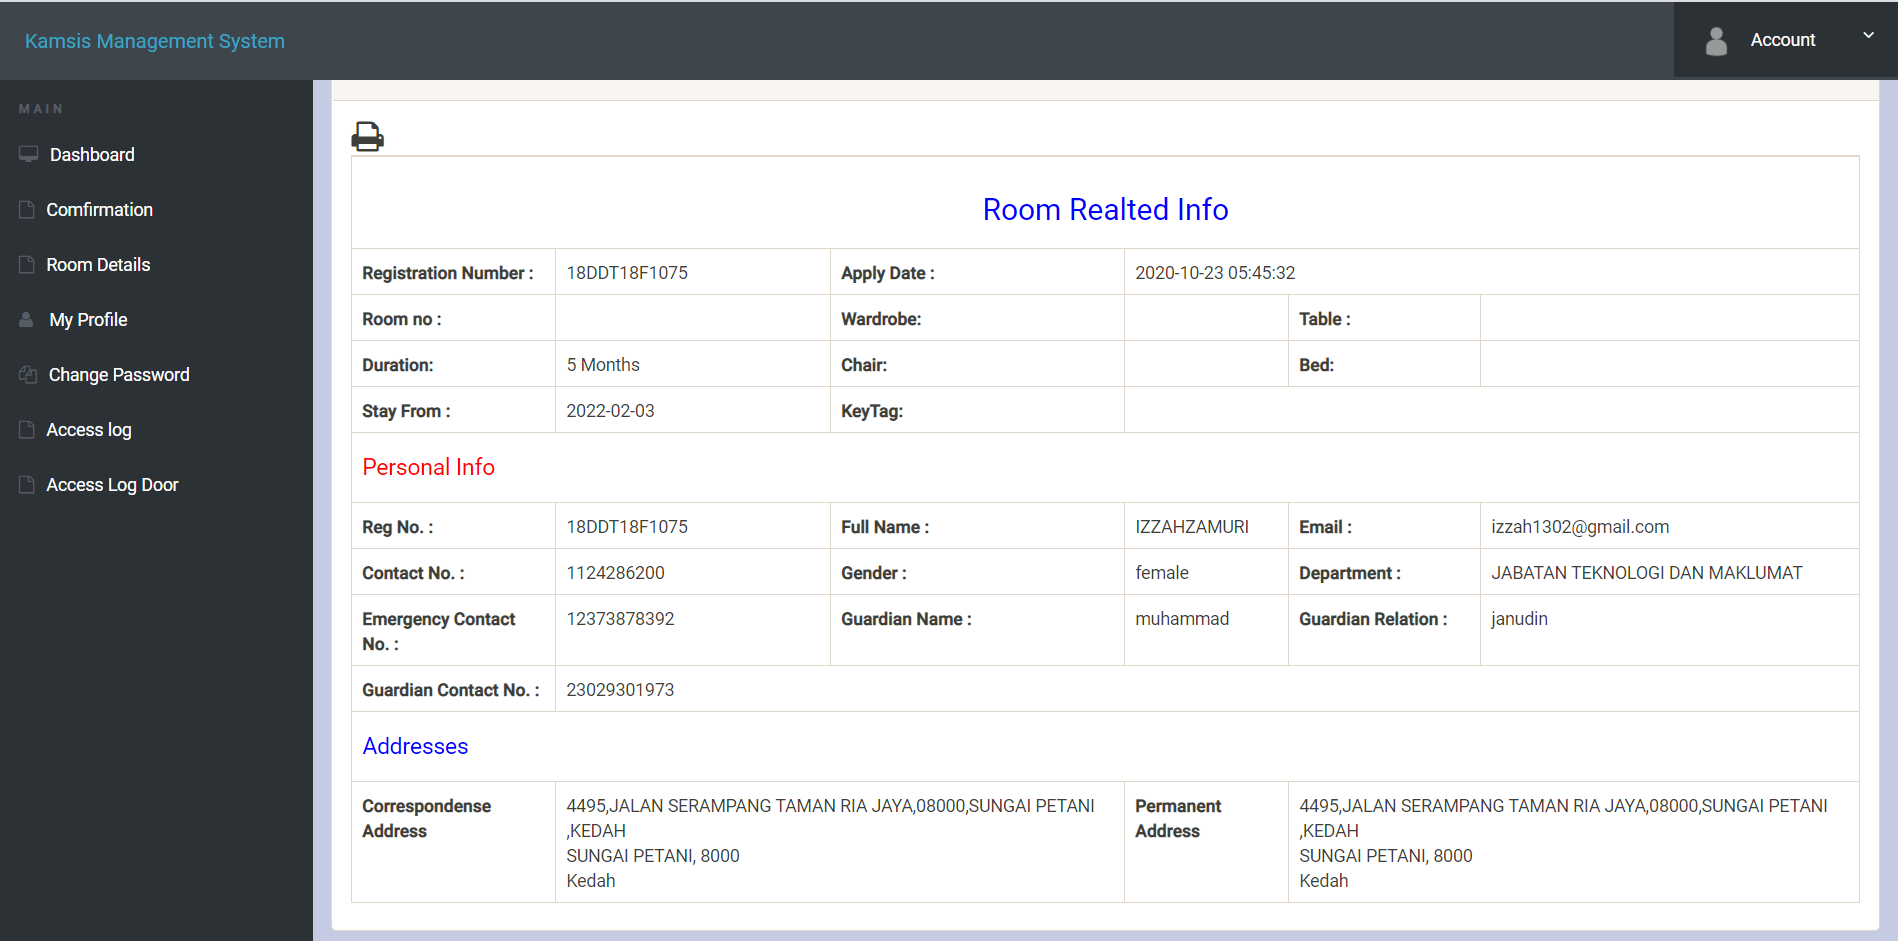 Kamsis Management System
Account
MAIN
Dashboard
Comfirmation
Room Details
My Profile
Change Password
Access log
Access Log Door
Room Realted Info
Registration Number : 18DDT18F1075 Apply Date : 2020-10-23 05:45:32
Room no : Wardrobe: Table :
Duration: 5 Months Chair: Bed:
Stay From : 2022-02-03 KeyTag:
Personal Info
Reg No. : 18DDT18F1075 Full Name : IZZAHZAMURI Email : izzah1302@gmail.com
Contact No. : 1124286200 Gender : female Department : JABATAN TEKNOLOGI DAN MAKLUMAT
Emergency Contact No. : 12373878392 Guardian Name : muhammad Guardian Relation : janudin
Guardian Contact No. : 23029301973
Addresses
Correspondense
Address
4495,JALAN SERAMPANG TAMAN RIA JAYA,08000,SUNGAI PETANI
,KEDAH
SUNGAI PETANI, 8000
Kedah
Permanent
Address
4495,JALAN SERAMPANG TAMAN RIA JAYA,08000,SUNGAI PETANI
,KEDAH
SUNGAI PETANI, 8000
Kedah